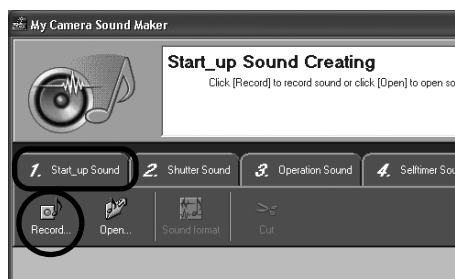 My Camera Sound Maker
Start_up Sound Creating
Click [Record] to record sound or click [Open] to open so
1. Start_up Sound 2. Shutter Sound 3. Operation Sound 4. Selftimer Sou
Record... Open... Sound format Cut